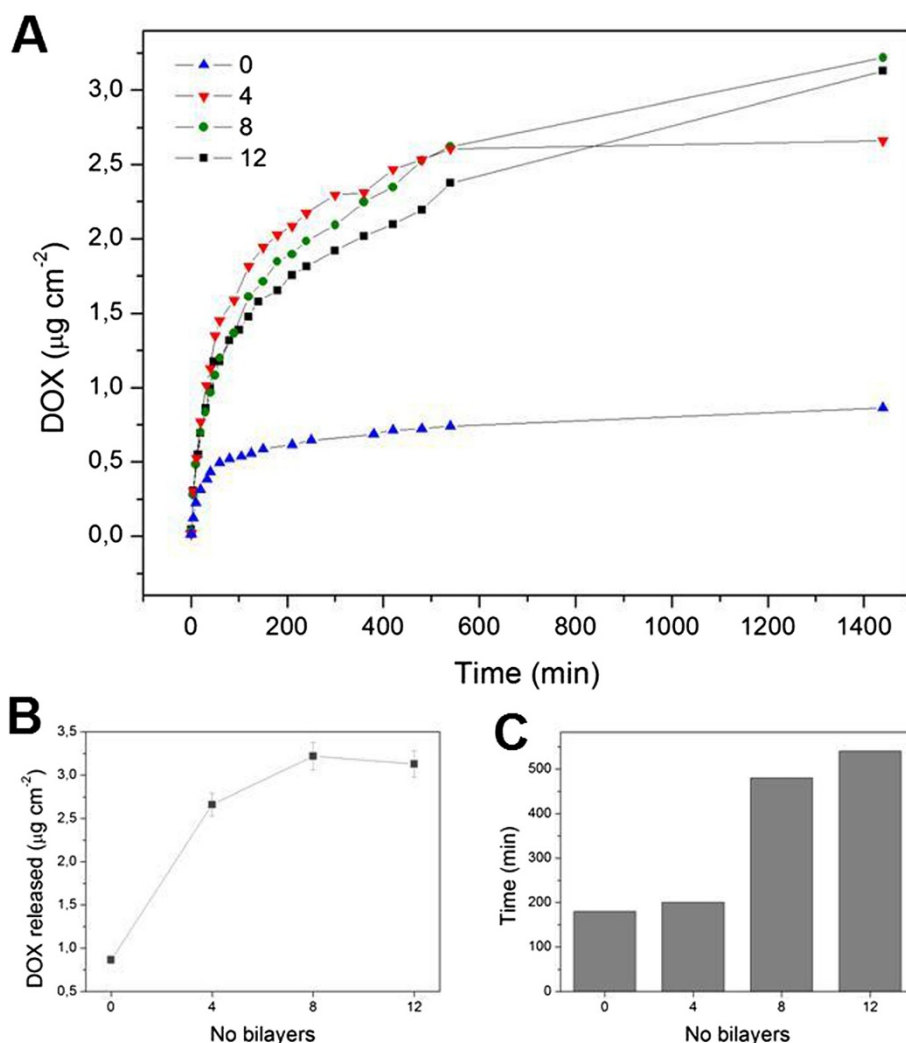 A
0
4
8
12
3,0
2,5
2,0
1,5
1,0
0,5
0,0
DOX (μg cm-2)
0 200 400 600 800 1000 1200 1400
Time (min)
B
3,5
3,0
2,5
2,0
1,5
1,0
0,5
DOX released (μg cm-2)
0 4 8 12
No bilayers
C
500
400
300
200
100
0
Time (min)
0 4 8 12
No bilayers